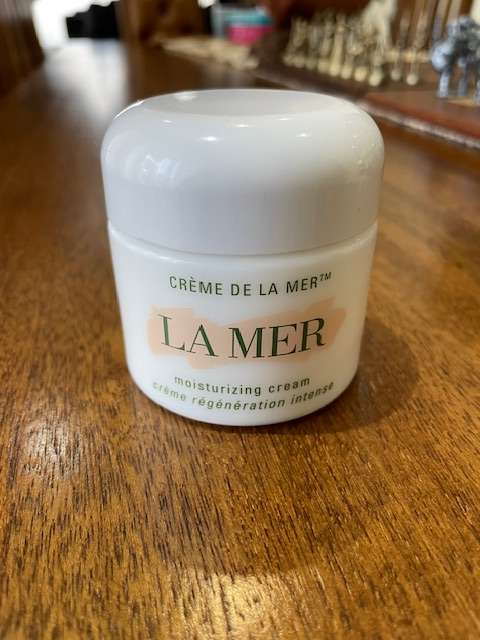 CRÈME DE LA MER™
LA MER
moisturizing cream
crème régénération intense